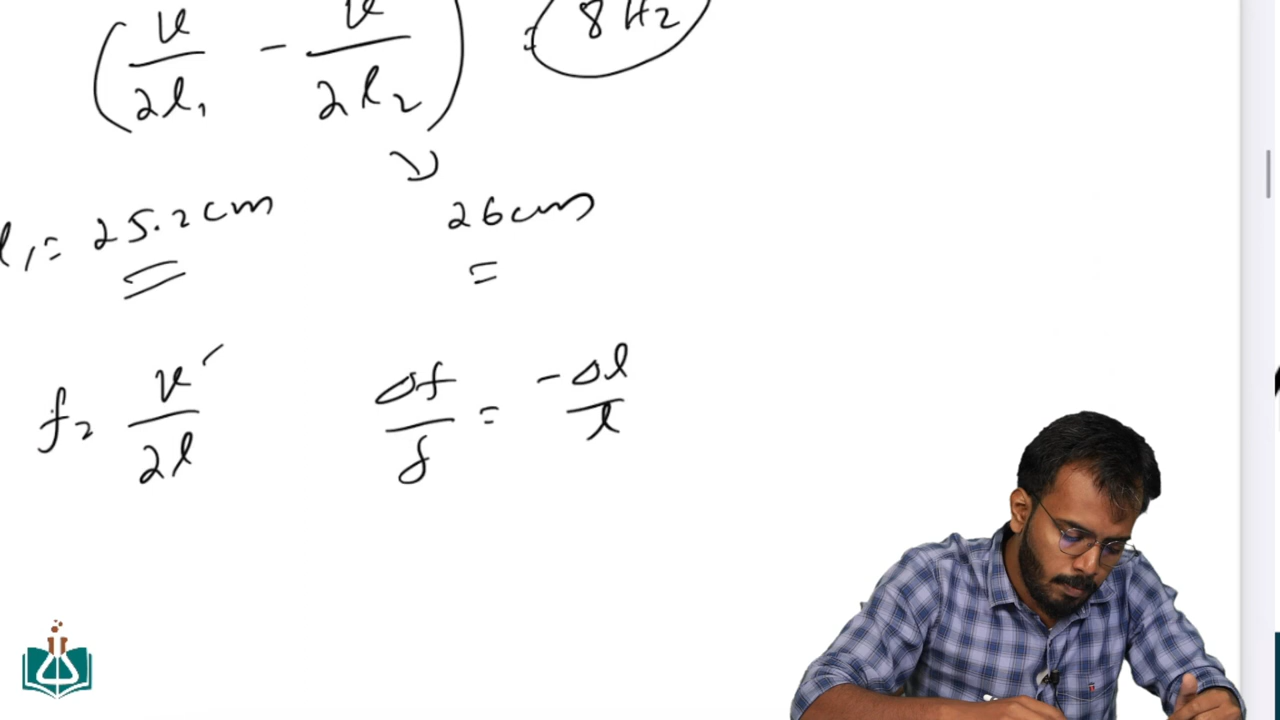 (v/2l₁ - v/2l₂) = 8 Hz
l₁ = 25.2 cm 26 cm
=
f = v/2l Δf/f = -Δl/l